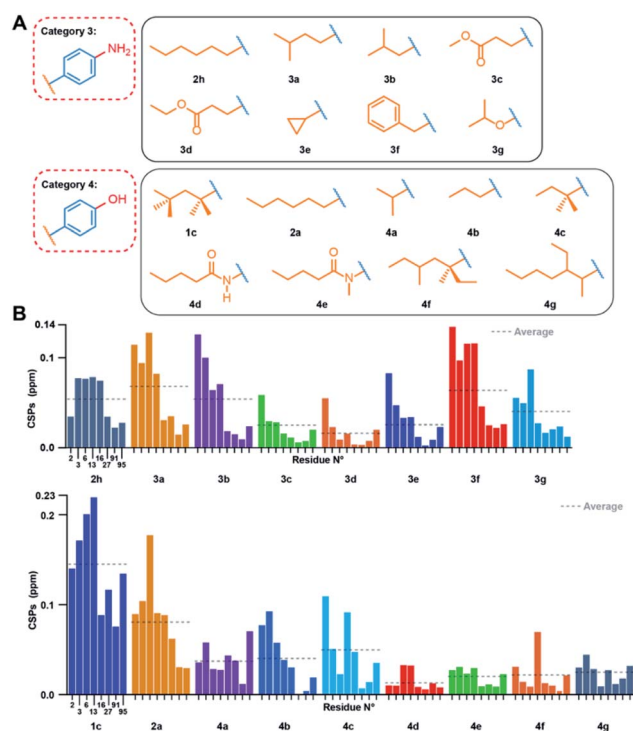 A
Category 3:
NH2
2h
3a
3b
O
O
3c
O
O
3d
3e
3f
O
3g
Category 4:
OH
1c
2a
4a
4b
4c
O
N
H
4d
O
N
4e
4f
4g
B
0.14
0.1
0.0
CSPs (ppm)
Average
2 3 6 13 16 27 91 95
Residue Nº
2h 3a 3b 3c 3d 3e 3f 3g
0.23
0.2
0.1
0.0
CSPs (ppm)
Average
2 3 6 13 16 27 91 95
Residue Nº
1c 2a 4a 4b 4c 4d 4e 4f 4g